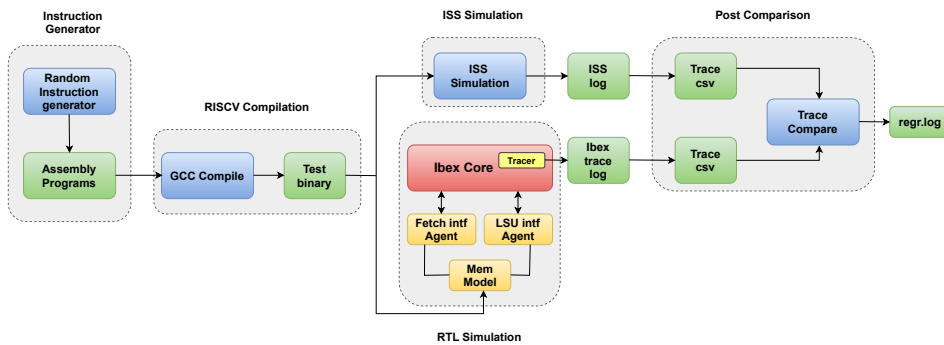 Instruction
Generator
Random
Instruction
generator
Assembly
Programs
RISCV Compilation
GCC Compile
Test
binary
ISS Simulation
ISS
Simulation
ISS
log
Ibex Core
Tracer
Ibex
trace
log
Fetch intf
Agent
LSU intf
Agent
Mem
Model
RTL Simulation
Post Comparison
Trace
csv
Trace
csv
Trace
Compare
regr.log